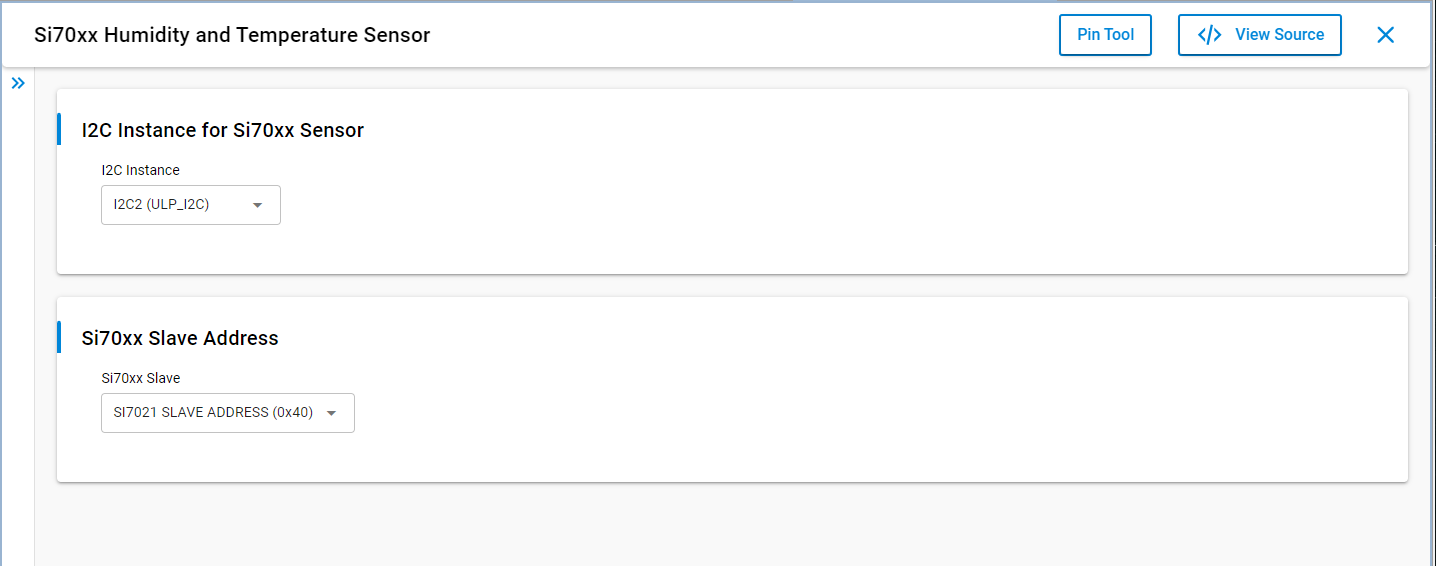 Si70xx Humidity and Temperature Sensor
Pin Tool
</> View Source
I2C Instance for Si70xx Sensor
I2C Instance
I2C2 (ULP_I2C)
Si70xx Slave Address
Si70xx Slave
SI7021 SLAVE ADDRESS (0x40)